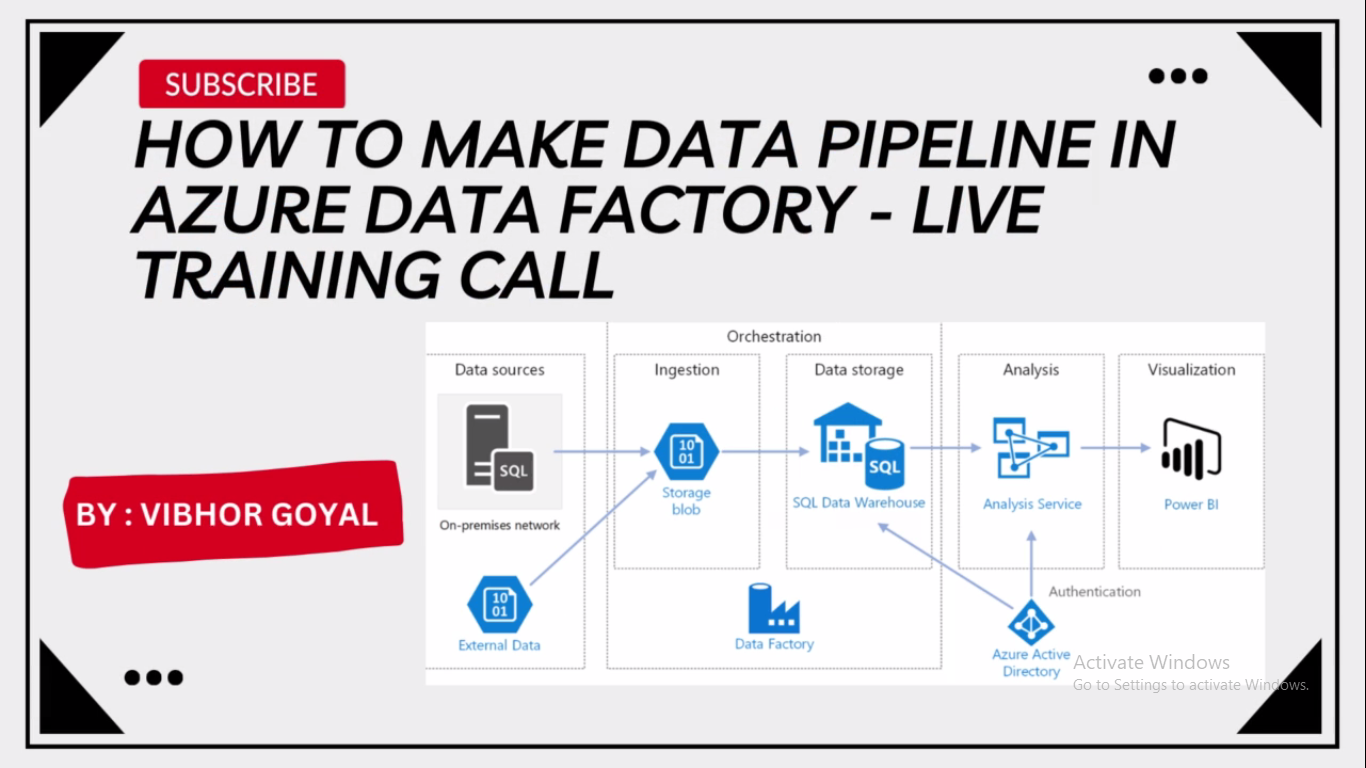 SUBSCRIBE
HOW TO MAKE DATA PIPELINE IN
AZURE DATA FACTORY - LIVE
TRAINING CALL
BY : VIBHOR GOYAL
Orchestration
Data sources
Ingestion
Data storage
Analysis
Visualization
SQL
On-premises network
10
01
Storage
blob
SQL
SQL Data Warehouse
Analysis Service
Power BI
10
01
External Data
Data Factory
Authentication
Azure Active
Directory
Activate Windows
Go to Settings to activate Windows.